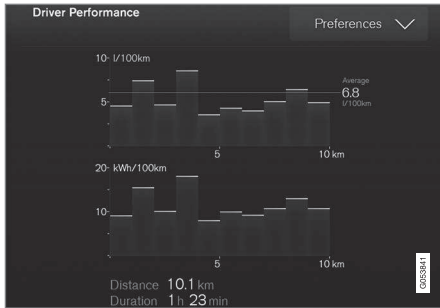 Driver Performance
Preferences
10 l/100km
Average
6.8
l/100km
5
5 10 km
20 kWh/100km
10
5 10 km
Distance 10.1 km
Duration 1 h 23 min
G053841